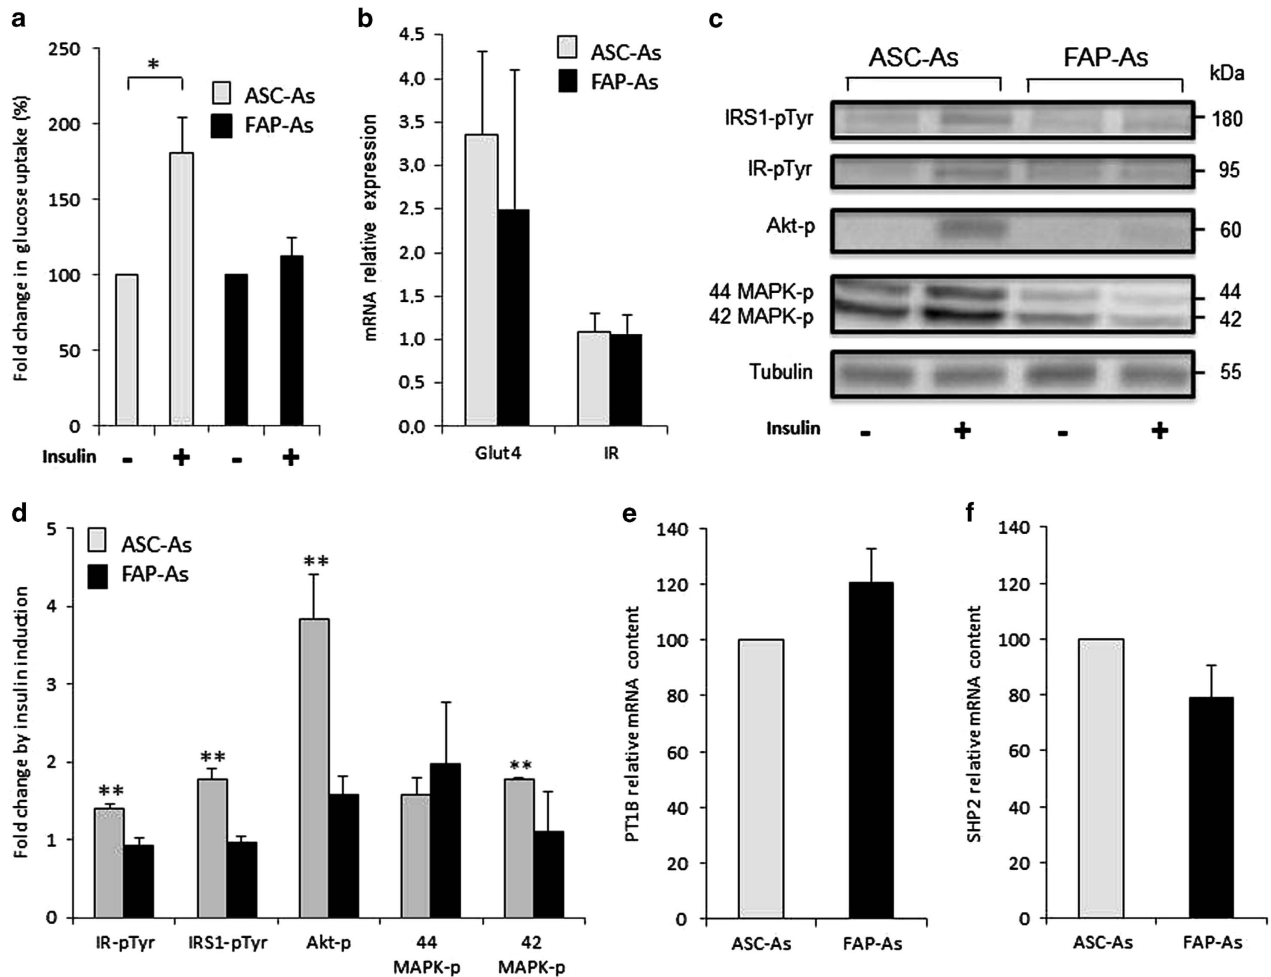 a
250
200
150
100
50
0
Fold change in glucose uptake (%)
*
ASC-As
FAP-As
Insulin - + - +
b
4.5
4.0
3.5
3.0
2.5
2.0
1.5
1.0
0.5
0.0
mRNA relative expression
ASC-As
FAP-As
Glut4 IR
c
ASC-As FAP-As
kDa
IRS1-pTyr 180
IR-pTyr 95
Akt-p 60
44 MAPK-p 44
42 MAPK-p 42
Tubulin 55
Insulin - + - +
d
5
4
3
2
1
0
Fold change by insulin induction
ASC-As
FAP-As
** ** ** **
IR-pTyr IRS1-pTyr Akt-p 44 42
MAPK-p MAPK-p
e
140
120
100
80
60
40
20
0
PT1B relative mRNA content
ASC-As FAP-As
f
140
120
100
80
60
40
20
0
SHP2 relative mRNA content
ASC-As FAP-As